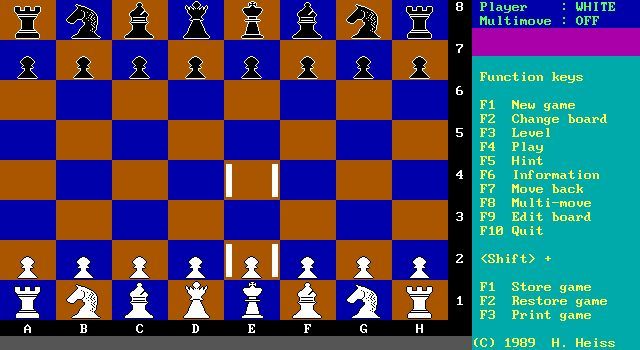 8
7
6
5
4
3
2
1
A B C D E F G H
Player : WHITE
Multimove : OFF
Function keys
F1 New game
F2 Change board
F3 Level
F4 Play
F5 Hint
F6 Information
F7 Move back
F8 Multi-move
F9 Edit board
F10 Quit
<Shift> +
F1 Store game
F2 Restore game
F3 Print game
(C) 1989 H. Heiss